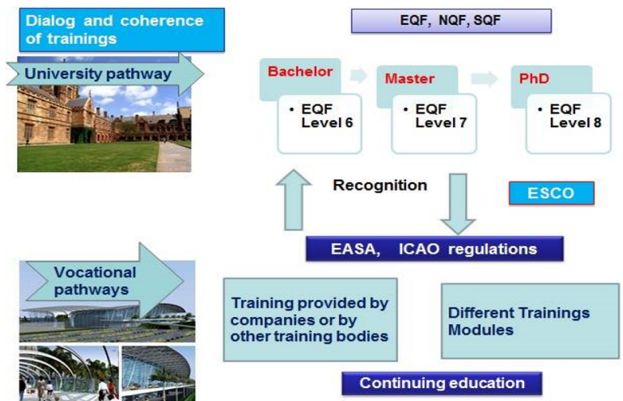 Dialog and coherence
of trainings
EQF, NQF, SQF
University pathway
Bachelor
Master
PhD
• EQF
Level 6
• EQF
Level 7
• EQF
Level 8
Recognition
ESCO
EASA, ICAO regulations
Vocational
pathways
Training provided by
companies or by
other training bodies
Different Trainings
Modules
Continuing education